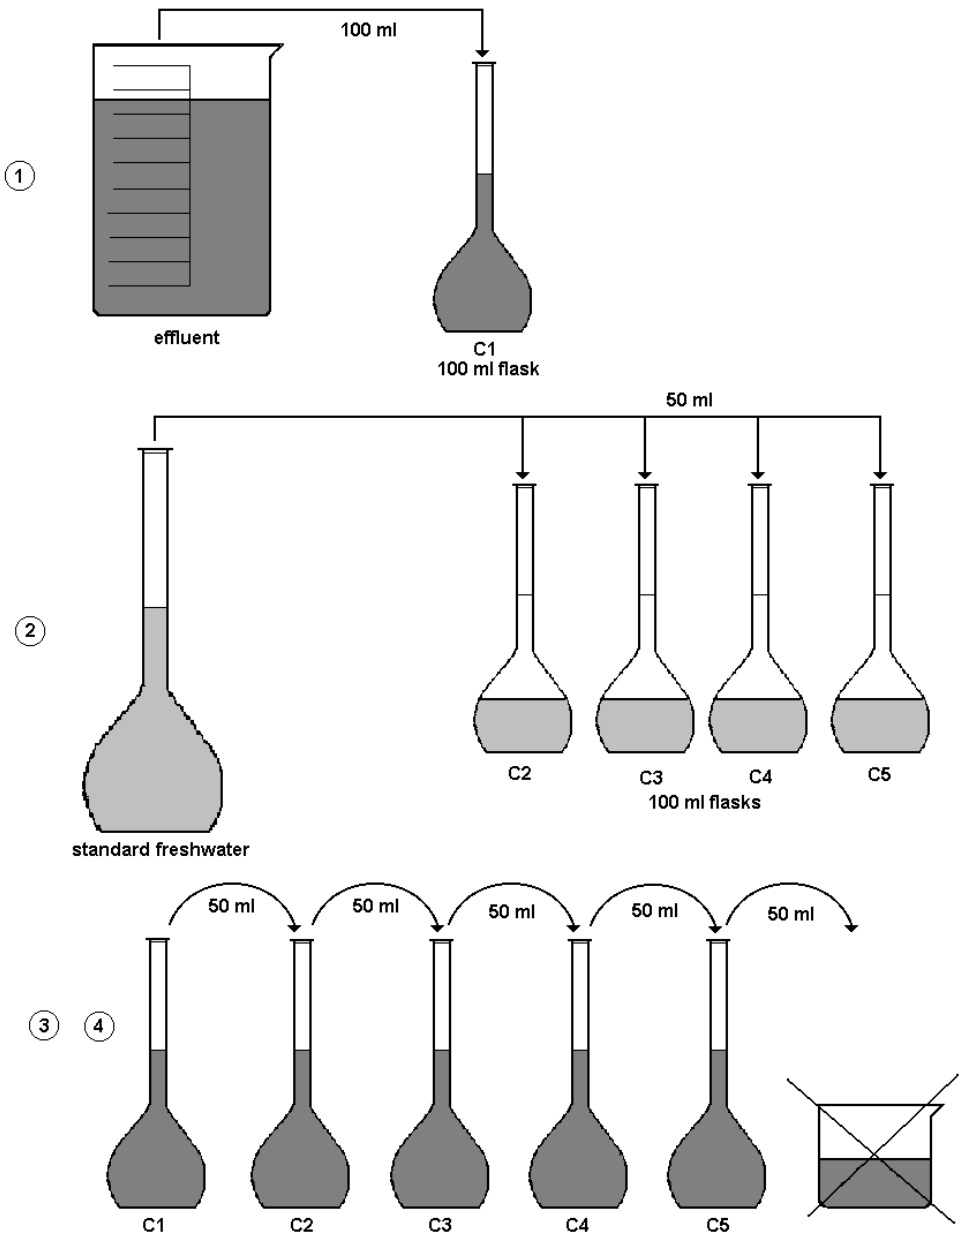 100 ml
1
effluent
C1
100 ml flask
50 ml
2
C2 C3 C4 C5
100 ml flasks
standard freshwater
50 ml 50 ml 50 ml 50 ml 50 ml
3 4
C1 C2 C3 C4 C5